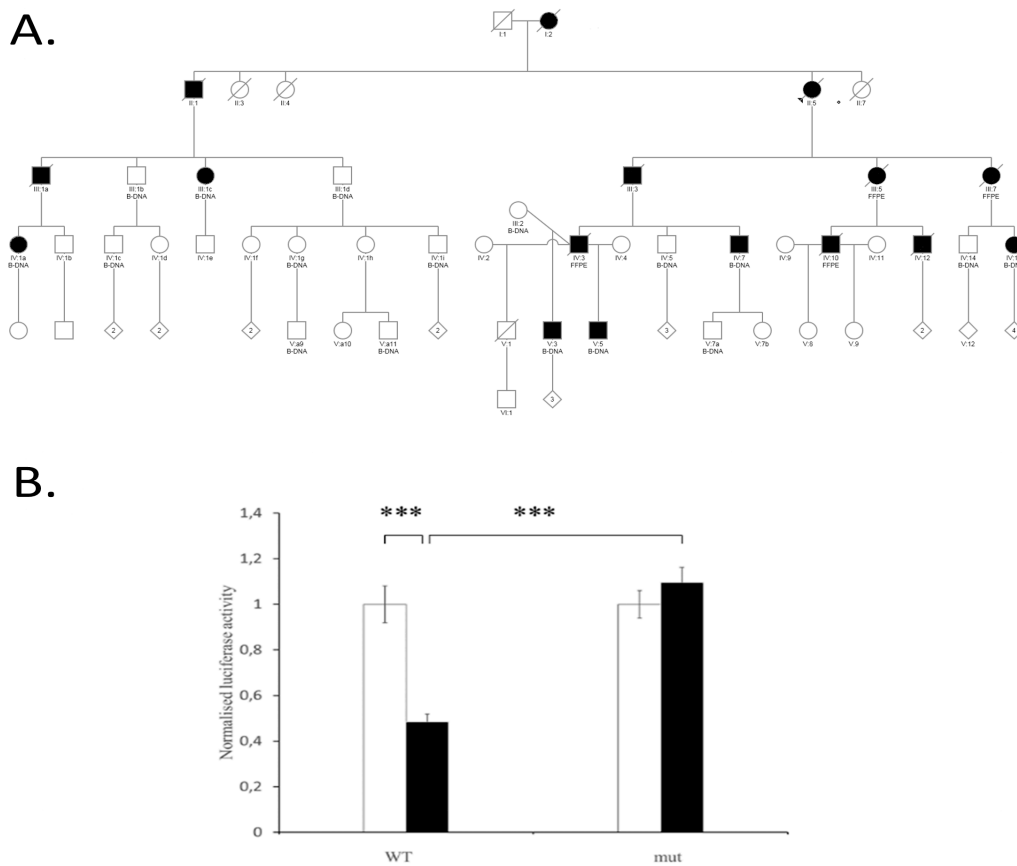 A.
I:1 I:2
II:1 II:3 II:4 II:5 II:7
III:1a III:1b III:1c III:1d III:3 III:5 III:7
B-DNA B-DNA B-DNA FFPE FFPE
III:2
B-DNA
IV:1a IV:1b IV:1c IV:1d IV:1e IV:1f IV:1g IV:1h IV:1i IV:2 IV:3 IV:4 IV:5 IV:7 IV:9 IV:10 IV:11 IV:12 IV:14 IV:1
B-DNA B-DNA B-DNA B-DNA FFPE B-DNA B-DNA FFPE B-DNA B-DN
2 2 2 2 3 2 4
V:a9 V:a10 V:a11 V:1 V:3 V:5 V:7a V:7b V:8 V:9 V:12
B-DNA B-DNA B-DNA B-DNA B-DNA
3
VI:1
B.
1,4
*** ***
1,2
1
0,8
0,6
0,4
0,2
0
Normalised luciferase activity
WT mut